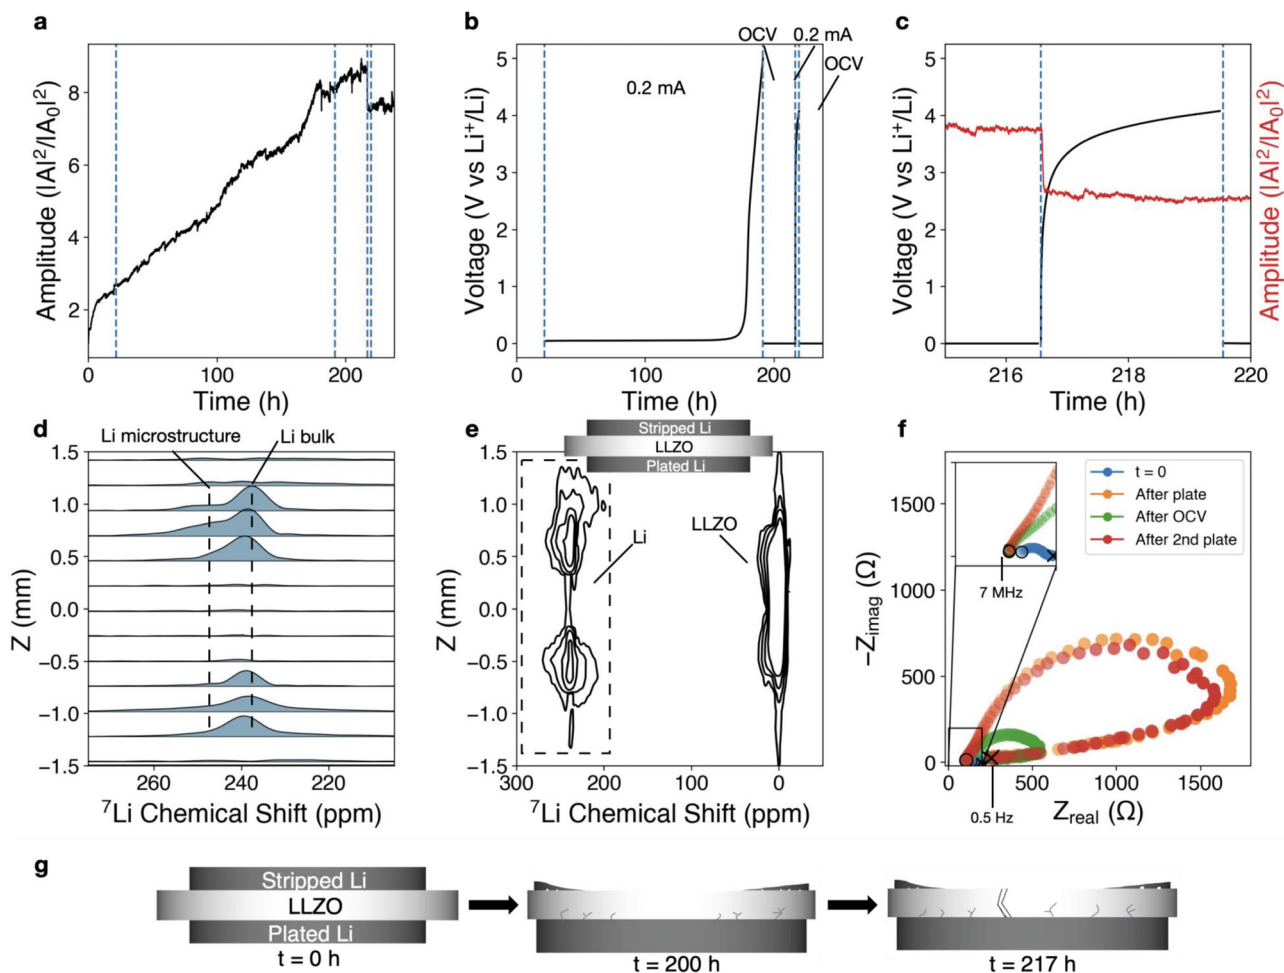 a
Amplitude (|A|²/|A₀|²)
8
6
4
2
0
100
200
Time (h)
b
OCV
0.2 mA
OCV
0.2 mA
Voltage (V vs Li⁺/Li)
5
4
3
2
1
0
0
100
200
Time (h)
c
Voltage (V vs Li⁺/Li)
5
4
3
2
1
0
216
218
220
Time (h)
Amplitude (|A|²/|A₀|²)
d
Li microstructure
Li bulk
Z (mm)
1.5
1.0
0.5
0.0
−0.5
−1.0
−1.5
260
240
220
⁷Li Chemical Shift (ppm)
e
Stripped Li
LLZO
Plated Li
Z (mm)
1.5
1.0
0.5
0.0
−0.5
−1.0
−1.5
LLZO
Li
300
200
100
0
⁷Li Chemical Shift (ppm)
f
t = 0
After plate
After OCV
After 2nd plate
7 MHz
0.5 Hz
−Zimag (Ω)
1500
1000
500
0
0
500
1000
1500
Zreal (Ω)
g
Stripped Li
LLZO
Plated Li
t = 0 h
t = 200 h
t = 217 h